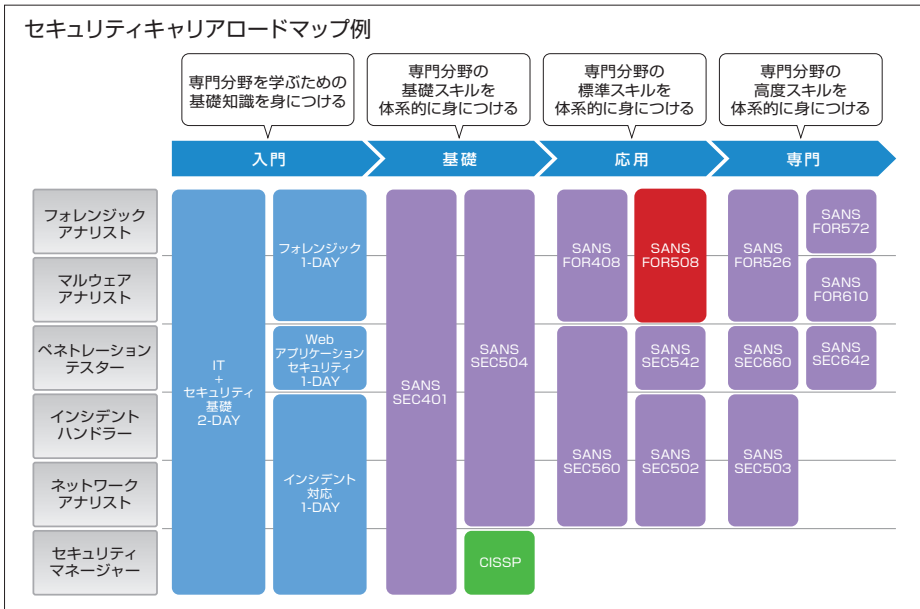 セキュリティキャリアロードマップ例
専門分野を学ぶための
基礎知識を身につける
専門分野の
基礎スキルを
体系的に身につける
専門分野の
標準スキルを
体系的に身につける
専門分野の
高度スキルを
体系的に身につける
入門
基礎
応用
専門
フォレンジック
アナリスト
マルウェア
アナリスト
ペネトレーション
テスター
インシデント
ハンドラー
ネットワーク
アナリスト
セキュリティ
マネージャー
IT
+
セキュリティ
基礎
2-DAY
フォレンジック
1-DAY
Web
アプリケーション
セキュリティ
1-DAY
インシデント
対応
1-DAY
SANS
SEC401
SANS
SEC504
CISSP
SANS
FOR408
SANS
FOR508
SANS
SEC560
SANS
SEC542
SANS
SEC502
SANS
FOR526
SANS
FOR572
SANS
FOR610
SANS
SEC660
SANS
SEC642
SANS
SEC503